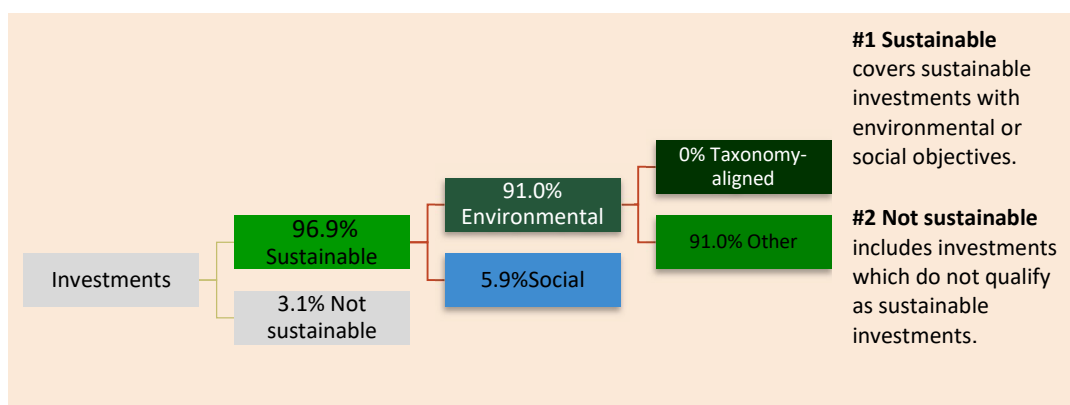 Investments
96.9%
Sustainable
3.1% Not
sustainable
91.0%
Environmental
5.9%Social
0% Taxonomy-
aligned
91.0% Other
#1 Sustainable
covers sustainable
investments with
environmental or
social objectives.
#2 Not sustainable
includes investments
which do not qualify
as sustainable
investments.